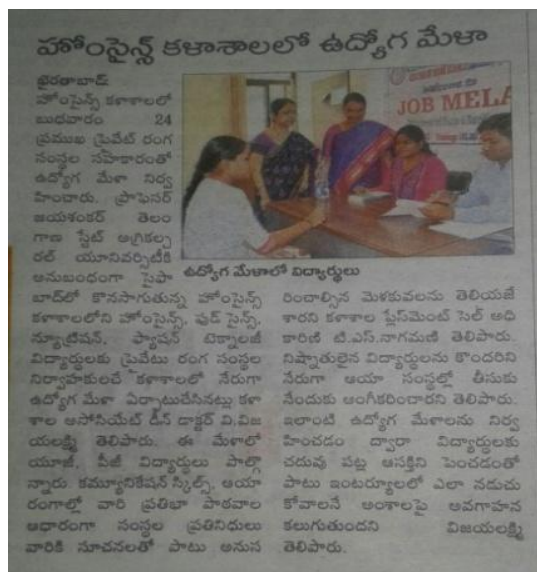 హోంసైన్స్ కళాశాలలో ఉద్యోగ మేళా
ఖైరతాబాద్:
హోంసైన్స్ కళాశాలలో
బుధవారం 24
ప్రముఖ ప్రైవేట్ రంగ
సంస్థల సహకారంతో
ఉద్యోగ మేళా నిర్వ
హించారు. ప్రొఫెసర్
జయశంకర్ తెలం
గాణ స్టేట్ అగ్రికల్చ
రల్ యూనివర్సిటీకి
అనుబంధంగా సైఫా
బాద్‌లో కొనసాగుతున్న హోంసైన్స్
కళాశాలలోని హోంసైన్స్, ఫుడ్ సైన్స్,
న్యూట్రిషన్, ఫ్యాషన్ టెక్నాలజీ
విద్యార్థులకు ప్రైవేటు రంగ సంస్థల
నిర్వాహకులచే కళాశాలలో నేరుగా
ఉద్యోగ మేళా ఏర్పాటుచేసినట్లు కళా
శాల అసోసియేట్ డీన్ డాక్టర్ వి.విజ
యలక్ష్మి తెలిపారు. ఈ మేళాలో
యూజీ, పీజీ విద్యార్థులు పాల్గొ
న్నారు. కమ్యూనికేషన్ స్కిల్స్, ఆయా
రంగాల్లో వారి ప్రతిభా పాఠవాల
ఆధారంగా సంస్థల ప్రతినిధులు
వారికి సూచనలతో పాటు అనుస
JOB MELA
ఉద్యోగ మేళాలో విద్యార్థులు
రించాల్సిన మెళకువలను తెలియజే
శారని కళాశాల ప్లేస్‌మెంట్ సెల్ అధి
కారిణి టి.ఎస్.నాగమణి తెలిపారు.
నిష్ణాతులైన విద్యార్థులను కొందరిని
నేరుగా ఆయా సంస్థల్లో తీసుకు
నేందుకు అంగీకరించారని తెలిపారు.
ఇలాంటి ఉద్యోగ మేళాలను నిర్వ
హించడం ద్వారా విద్యార్థులకు
చదువు పట్ల ఆసక్తిని పెంచడంతో
పాటు ఇంటర్యూలలో ఎలా నడుచు
కోవాలనే అంశాలపై అవగాహన
కలుగుతుందని విజయలక్ష్మి
తెలిపారు.